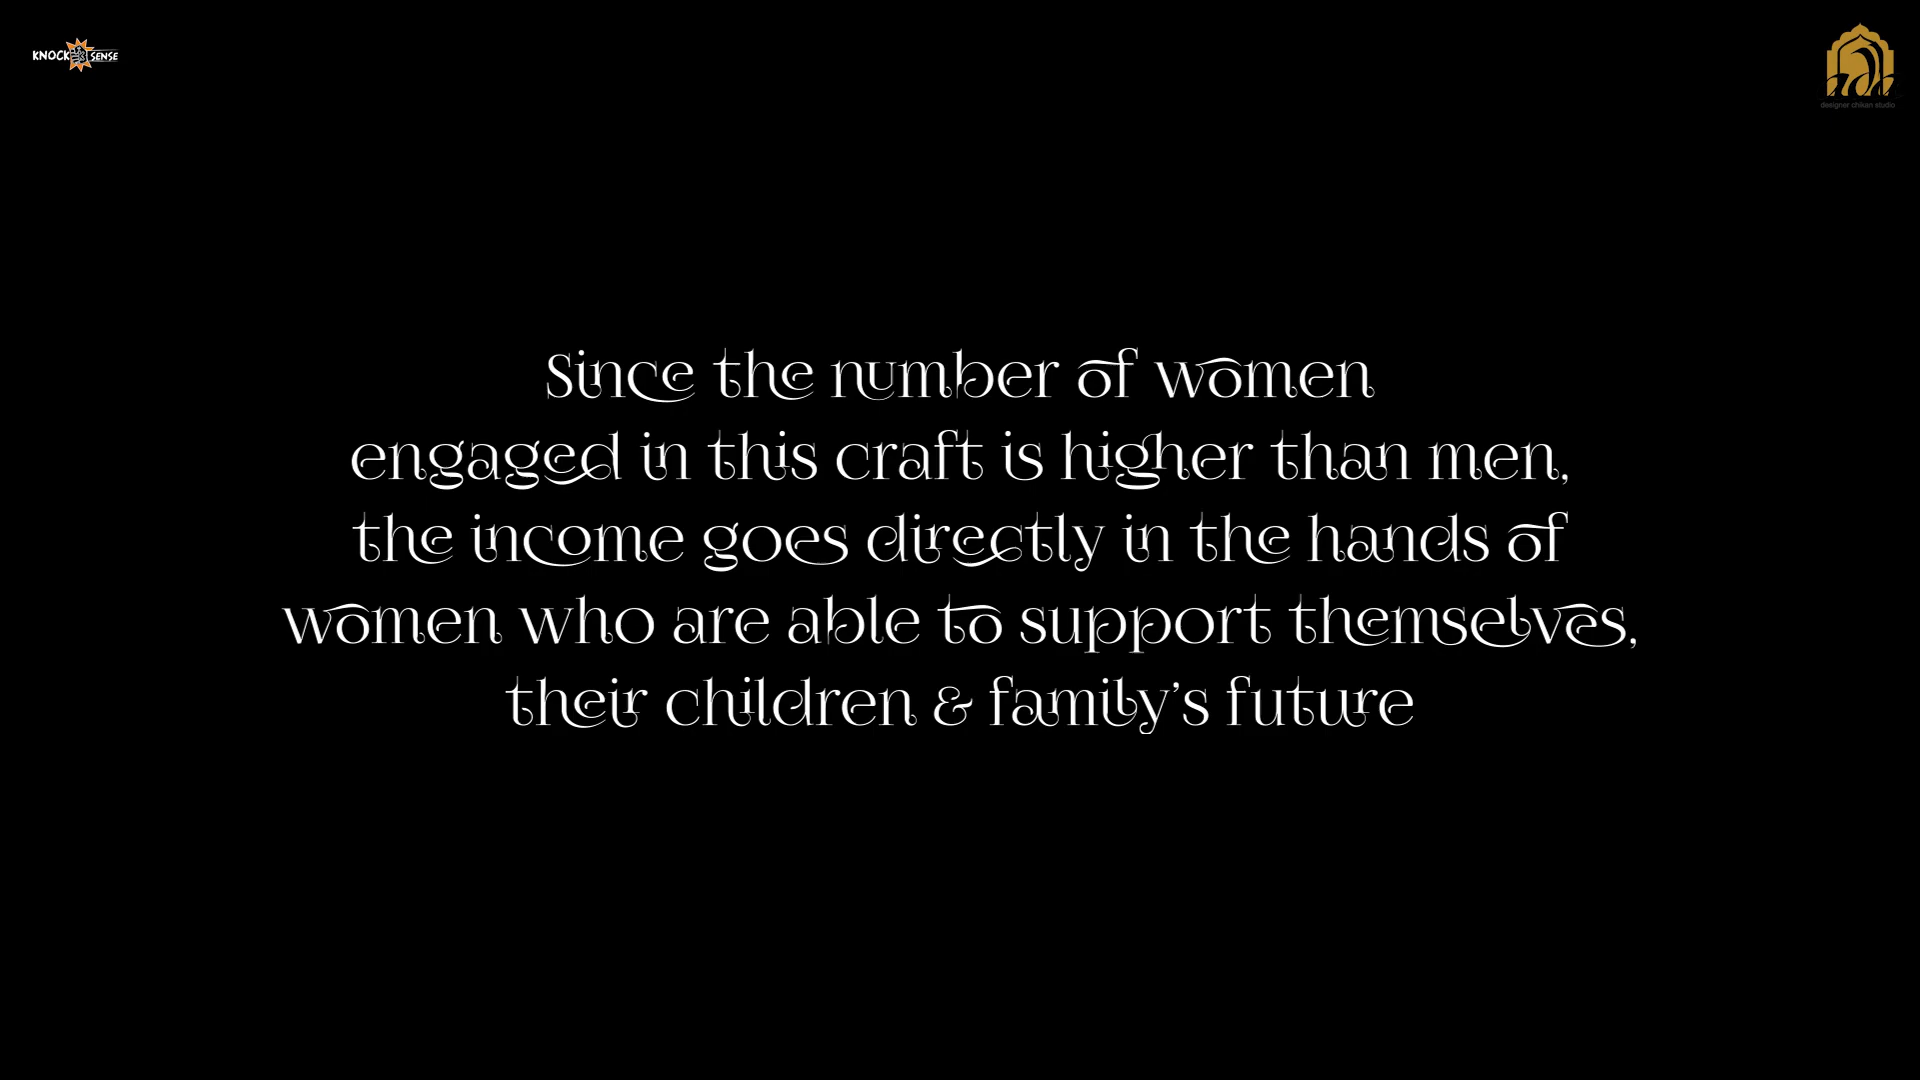 KNOCK SENSE
designer chikan studio
Since the number of women
engaged in this craft is higher than men,
the income goes directly in the hands of
women who are able to support themselves,
their children & family’s future